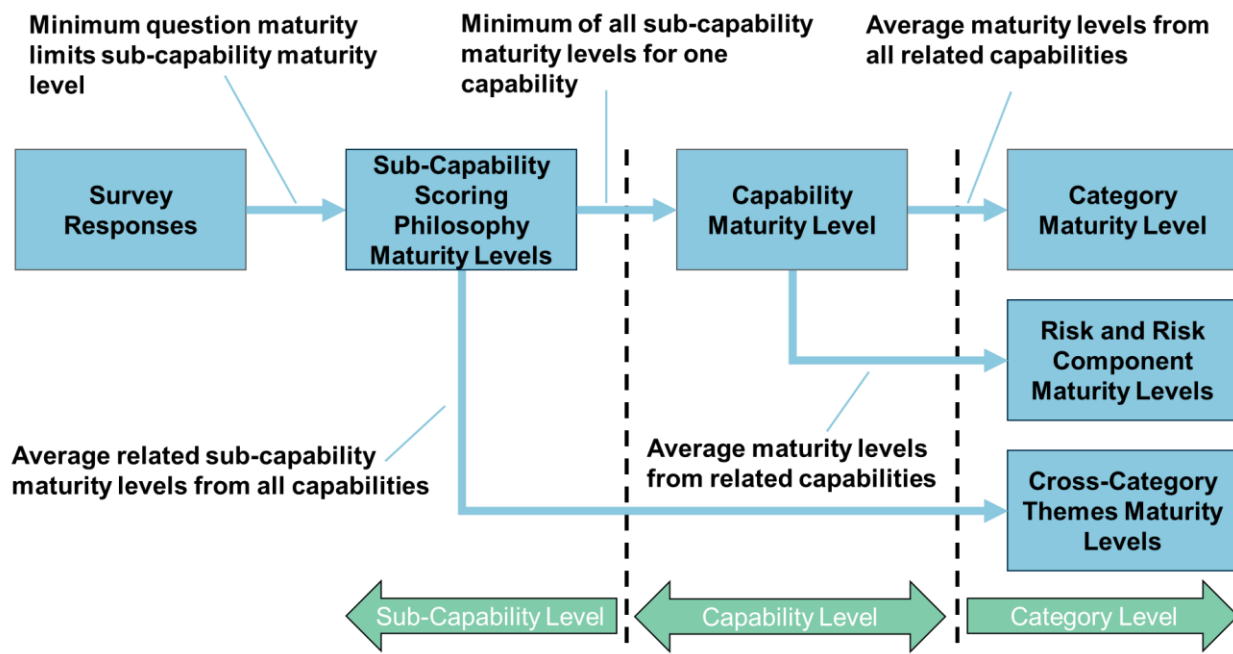 Minimum question maturity
limits sub-capability maturity
level
Minimum of all sub-capability
maturity levels for one
capability
Average maturity levels from
all related capabilities
Survey
Responses
Sub-Capability
Scoring
Philosophy
Maturity Levels
Capability
Maturity Level
Category
Maturity Level
Risk and Risk
Component
Maturity Levels
Average related sub-capability
maturity levels from all capabilities
Average maturity levels
from related capabilities
Cross-Category
Themes Maturity
Levels
Sub-Capability Level
Capability Level
Category Level